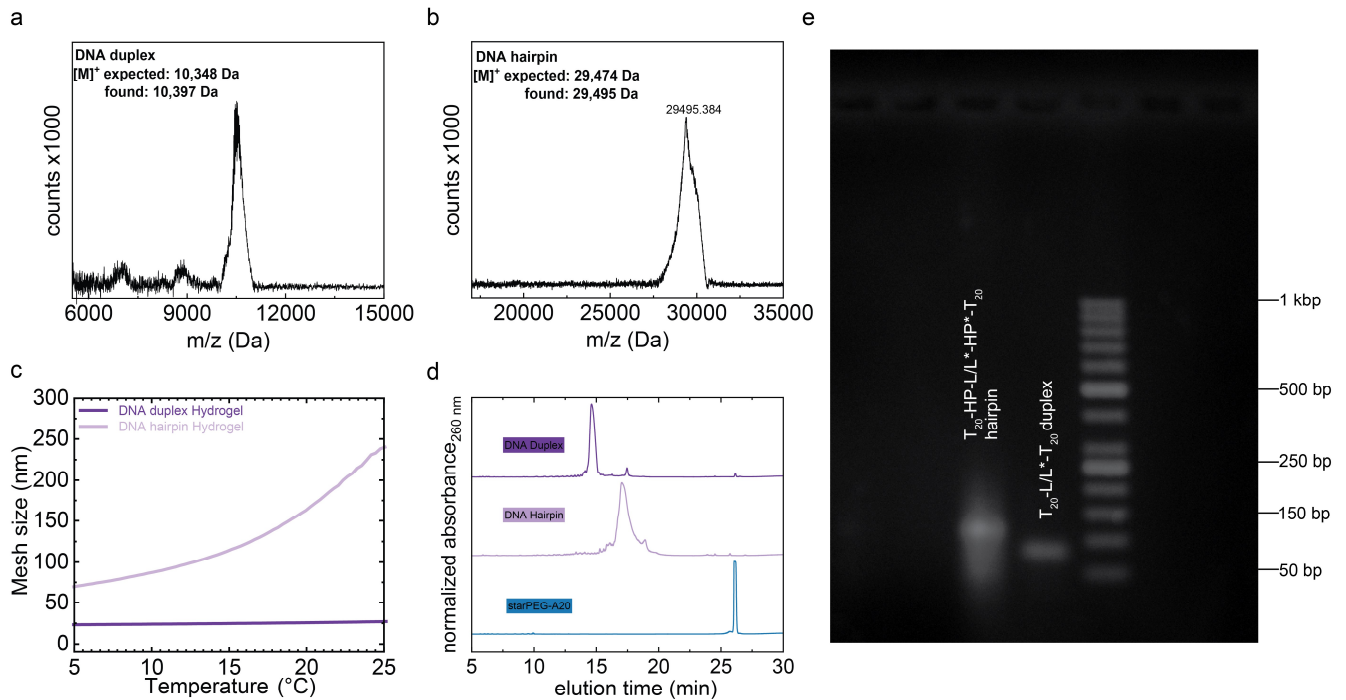 a
DNA duplex
[M]⁺ expected: 10,348 Da
found: 10,397 Da
counts x1000
6000 9000 12000 15000
m/z (Da)
b
DNA hairpin
[M]⁺ expected: 29,474 Da
found: 29,495 Da
29495.384
counts x1000
20000 25000 30000 35000
m/z (Da)
c
DNA duplex Hydrogel
DNA hairpin Hydrogel
Mesh size (nm)
300
250
200
150
100
50
0
5 10 15 20 25
Temperature (°C)
d
DNA Duplex
DNA Hairpin
starPEG-A20
normalized absorbance₂₆₀ ₙₘ
5 10 15 20 25 30
elution time (min)
e
T₂₀-HP-L/L*-HP*-T₂₀
hairpin
T₂₀-L/L*-T₂₀ duplex
1 kbp
500 bp
250 bp
150 bp
50 bp